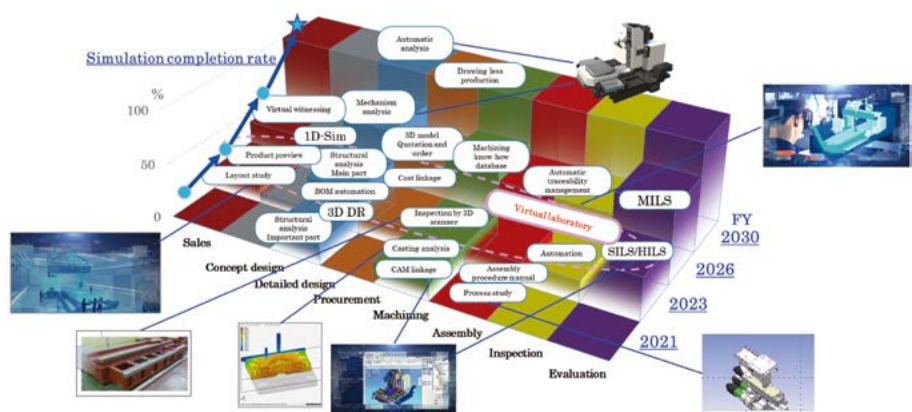 Simulation completion rate
%
100
50
0
Automatic
analysis
Drawing less
production
Virtual witnessing
Mechanism
analysis
1D-Sim
3D model
Quotation and
order
Machining
know how
database
Product preview
Structural
analysis
Main part
Layout study
Cost linkage
Automatic
traceability
management
BOM automation
MILS
3D DR
Inspection by 3D
scanner
Virtual laboratory
Structural
analysis
Important part
Casting analysis
Automation
SILS/HILS
CAM linkage
Assembly
procedure manual
Process study
Sales
Concept design
Detailed design
Procurement
Machining
Assembly
Inspection
Evaluation
FY
2030
2026
2023
2021